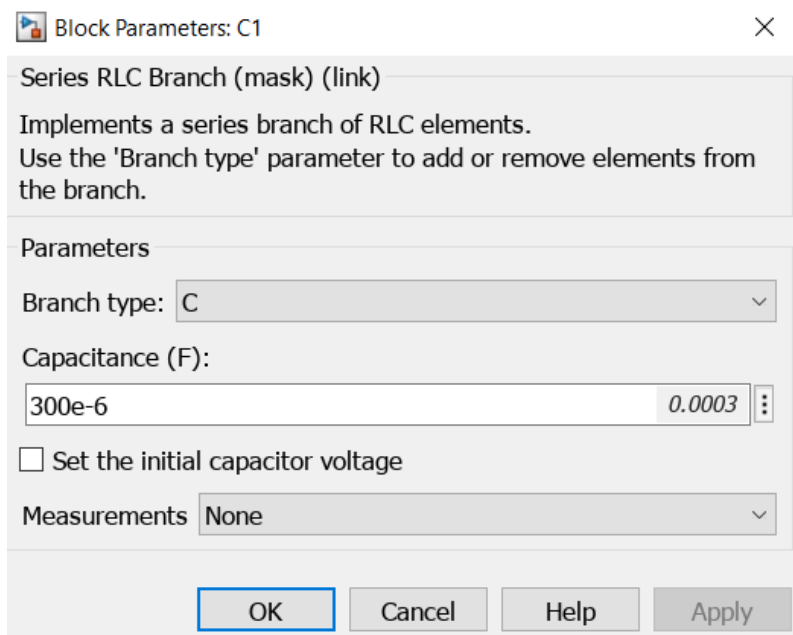 Block Parameters: C1
Series RLC Branch (mask) (link)
Implements a series branch of RLC elements.
Use the 'Branch type' parameter to add or remove elements from
the branch.
Parameters
Branch type: C
Capacitance (F):
300e-6 0.0003
Set the initial capacitor voltage
Measurements None
OK Cancel Help Apply